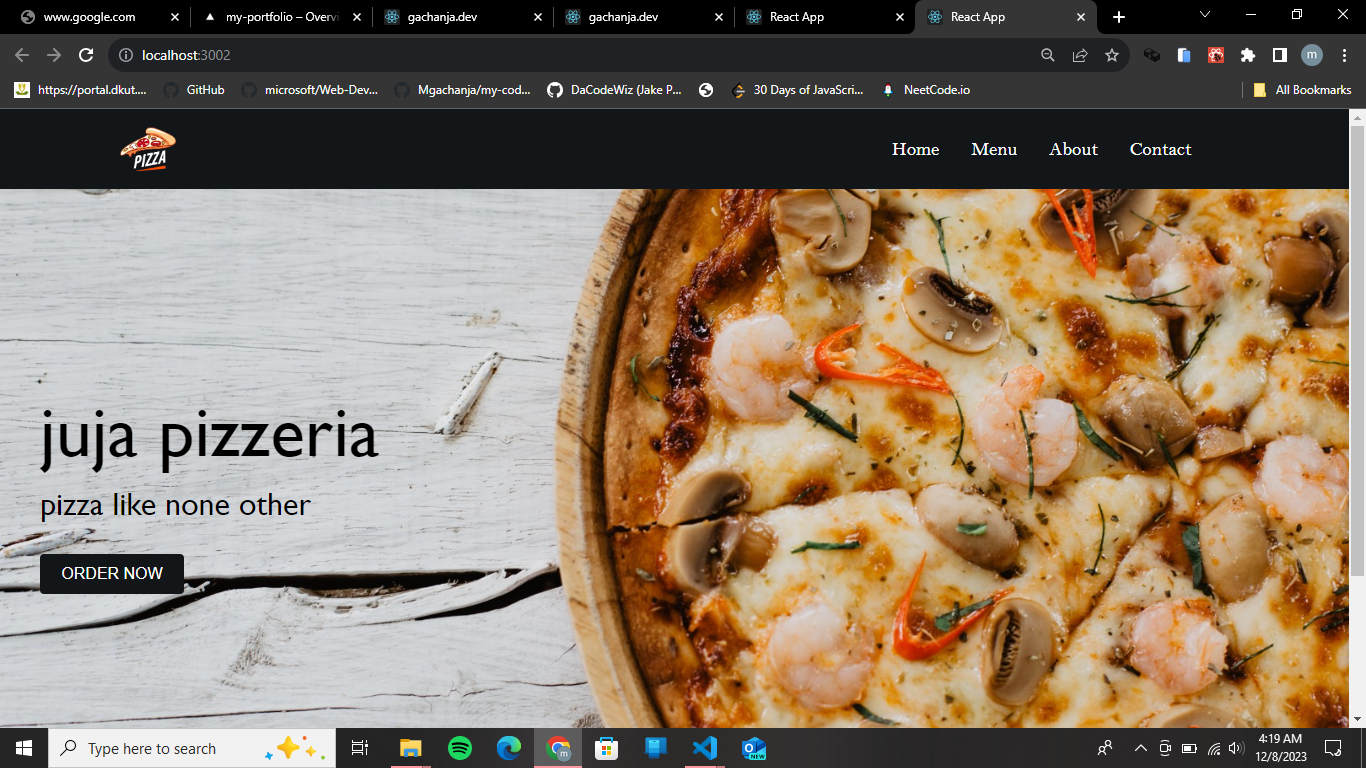 www.google.com
my-portfolio – Overvi
gachanja.dev
gachanja.dev
React App
React App
localhost:3002
m
https://portal.dkut....
GitHub
microsoft/Web-Dev...
Mgachanja/my-cod...
DaCodeWiz (Jake P...
30 Days of JavaScri...
NeetCode.io
All Bookmarks
PIZZA
Home
Menu
About
Contact
juja pizzeria
pizza like none other
ORDER NOW
Type here to search
m
NEW
4:19 AM
12/8/2023